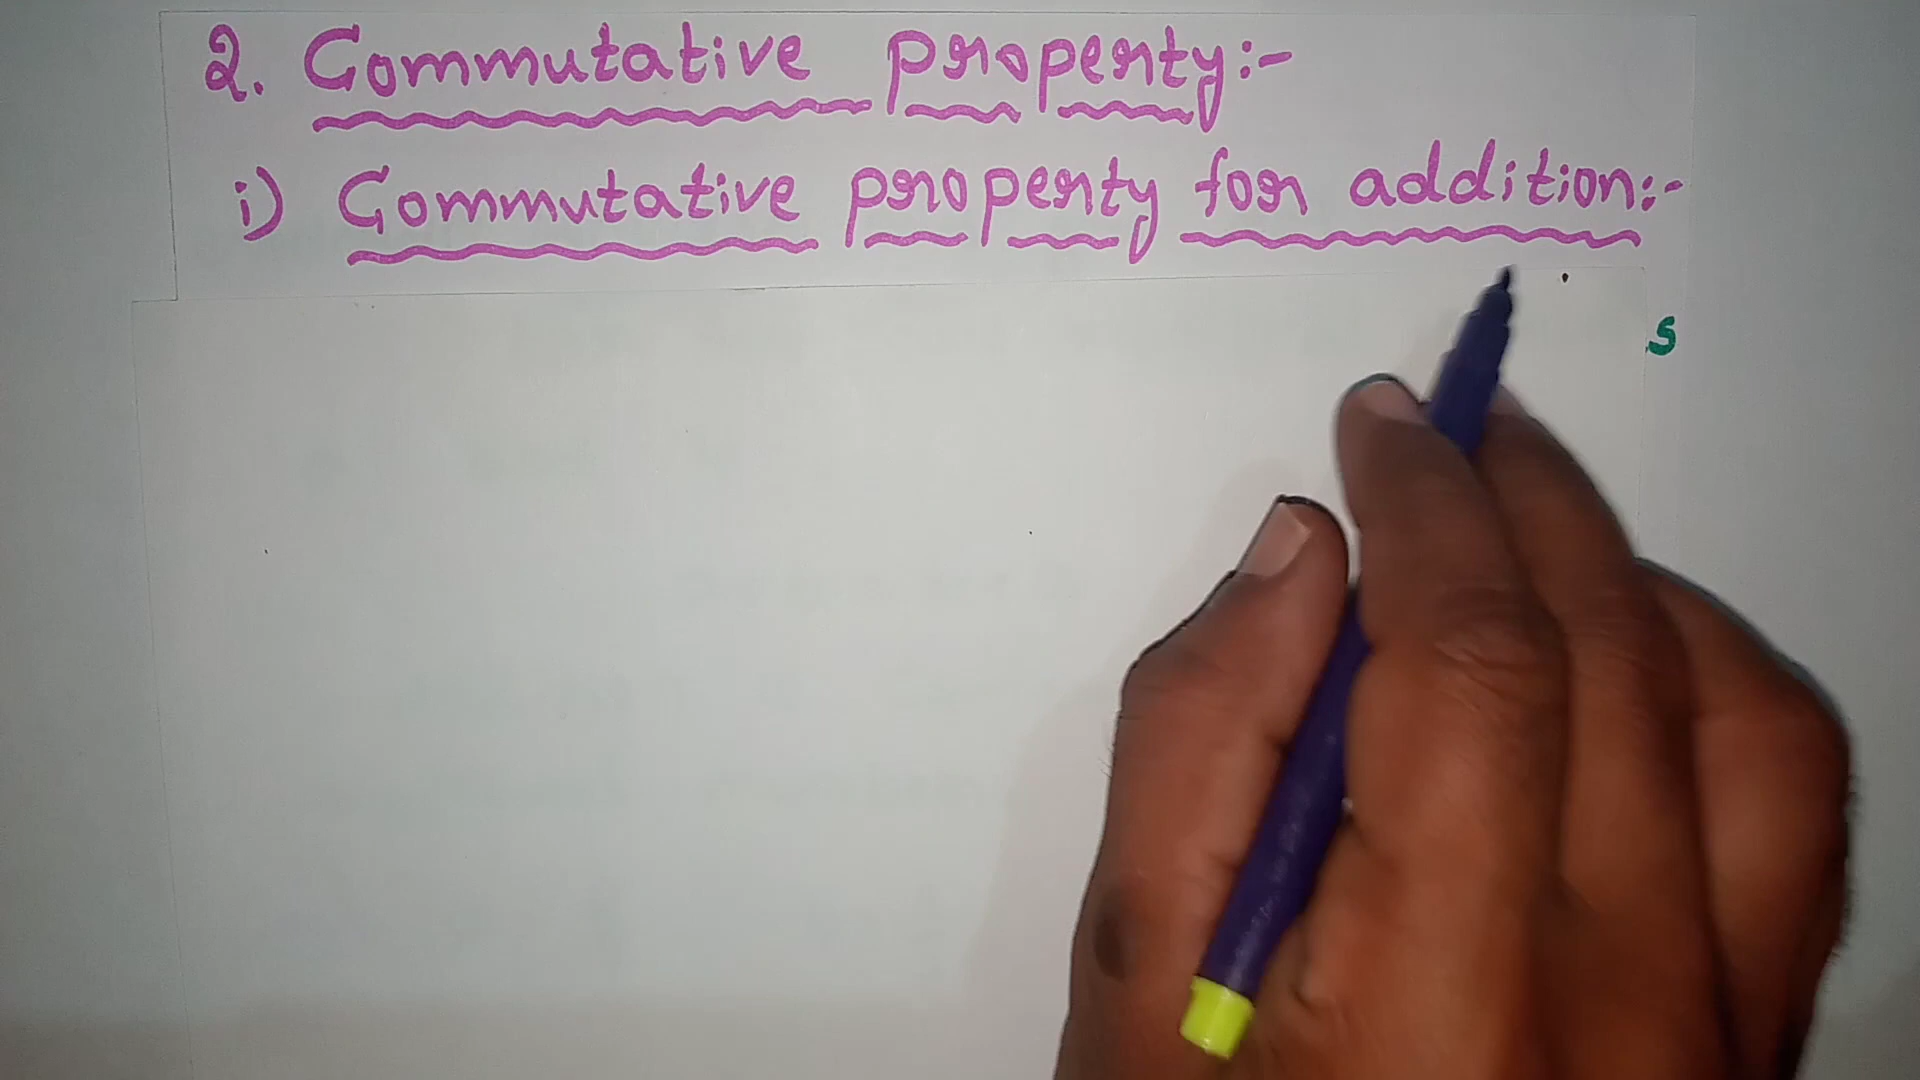 2. Commutative property:-
i) Commutative property for addition:-
s